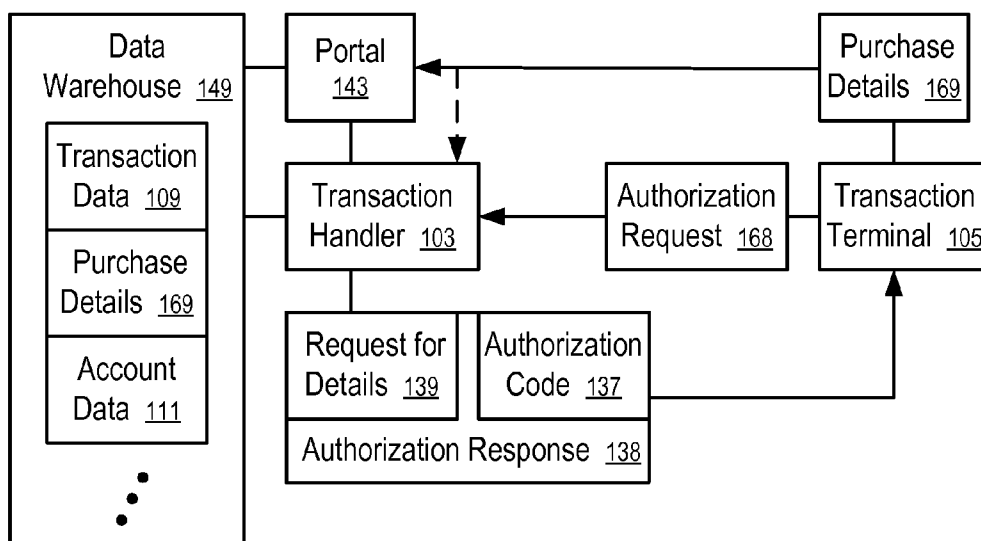 Data
Warehouse 149
Transaction
Data 109
Purchase
Details 169
Account
Data 111
Portal
143
Purchase
Details 169
Transaction
Handler 103
Authorization
Request 168
Transaction
Terminal 105
Request for
Details 139
Authorization
Code 137
Authorization Response 138